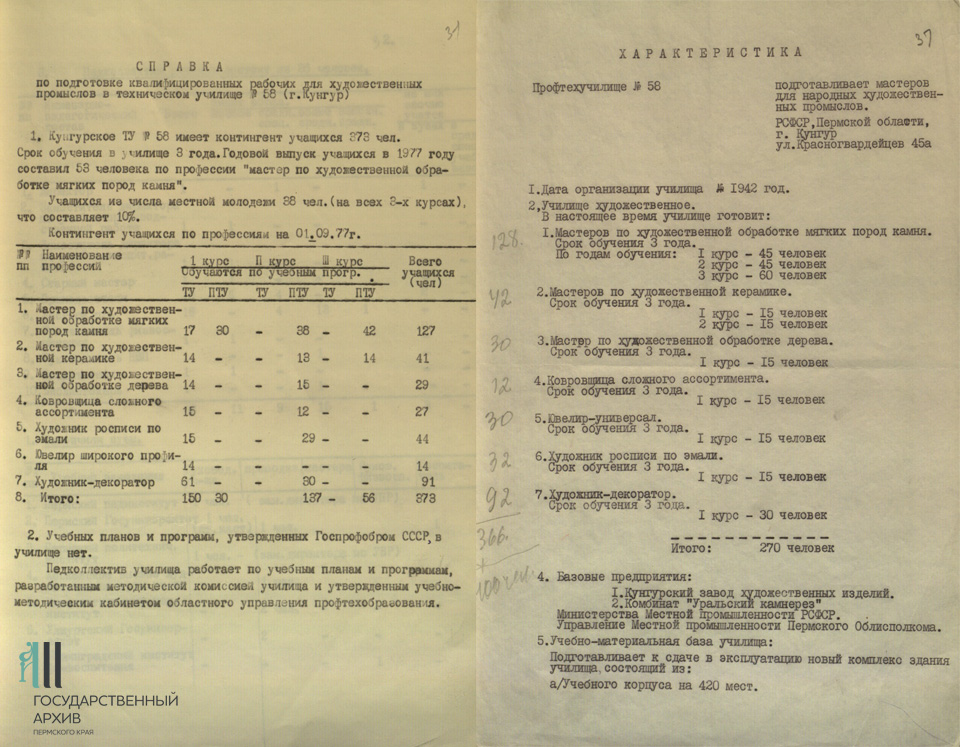 31
СПРАВКА
по подготовке квалифицированных рабочих для художественных
промыслов в техническом училище № 58 (г.Кунгур)
1. Кунгурское ТУ № 58 имеет контингент учащихся 373 чел.
Срок обучения в училище 3 года.Годовой выпуск учащихся в 1977 году
составил 53 человека по профессии "мастер по художественной обра-
ботке мягких пород камня".
Учащихся из числа местной молодежи 38 чел.(на всех 3-х курсах),
что составляет 10%.
Контингент учащихся по профессиям на 01.09.77г.
№№ Наименование 1 курс П курс Ш курс Всего
пп профессий Обучаются по учебным прогр. учащихся
(чел)
ТУ ПТУ ТУ ПТУ ТУ ПТУ
1. Мастер по художествен-
ной обработке мягких
пород камня 17 30 - 38 - 42 127
2. Мастер по художествен-
ной керамике 14 - - 13 - 14 41
3. Мастер по художествен-
ной обработке дерева 14 - - 15 - - 29
4. Ковровщица сложного
ассортимента 15 - - 12 - - 27
5. Художник росписи по
эмали 15 - - 29 - - 44
6. Ювелир широкого профи-
ля 14 - - - - - 14
7. Художник-декоратор 61 - - 30 - - 91
8. Итого: 150 30 137 - 56 373
2. Учебных планов и программ, утвержденных Госпрофобром СССР, в
училище нет.
Педколлектив училища работает по учебным планам и программам,
разработанным методической комиссией училища и утвержденным учебно-
методическим кабинетом областного управления профтехобразования.
ГОСУДАРСТВЕННЫЙ
АРХИВ
ПЕРМСКОГО КРАЯ
37
ХАРАКТЕРИСТИКА
Профтехучилище № 58 подготавливает мастеров
для народных художествен-
ных промыслов.
РСФСР,Пермской области,
г. Кунгур
ул.Красногвардейцев 45а
I.Дата организации училища № I942 год.
2,Училище художественное.
В настоящее время училище готовит:
128. I.Мастеров по художественной обработке мягких пород камня.
Срок обучения 3 года.
По годам обучения: I курс - 45 человек
2 курс - 45 человек
3 курс - 60 человек
42 2.Мастеров по художественной керамике.
Срок обучения 3 года.
I курс - I5 человек
2 курс - I5 человек
30 3.Мастер по художественной обработке дерева.
Срок обучения 3 года.
I курс - I5 человек
12 4.Ковровщица сложного ассортимента.
Срок обучения 3 года.
I курс - I5 человек
30 5.Ювелир-универсал.
Срок обучения 3 года.
I курс - I5 человек
32 6.Художник росписи по эмали.
Срок обучения 3 года.
I курс - I5 человек
92 7.Художник-декоратор.
Срок обучения 3 года.
I курс - 30 человек
366
Итого: 270 человек
100 чел.
4. Базовые предприятия:
I.Кунгурский завод художественных изделий.
2.Комбинат "Уральский камнерез"
Министерства Местной Промышленности РСФСР.
Управление Местной промышленности Пермского Облисполкома.
5.Учебно-материальная база училища:
Подготавливает к сдаче в эксплуатацию новый комплекс здания
училища,состоящий из:
а/Учебного корпуса на 420 мест.